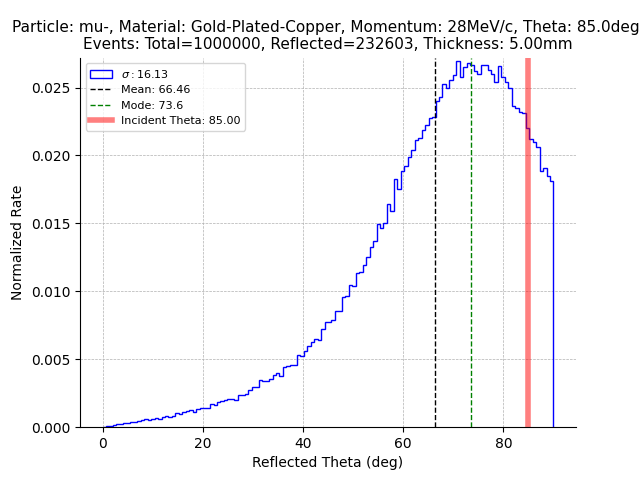 Particle: mu-, Material: Gold-Plated-Copper, Momentum: 28MeV/c, Theta: 85.0deg
Events: Total=1000000, Reflected=232603, Thickness: 5.00mm
σ: 16.13
Mean: 66.46
Mode: 73.6
Incident Theta: 85.00
Normalized Rate
0.025
0.020
0.015
0.010
0.005
0.000
0 20 40 60 80
Reflected Theta (deg)